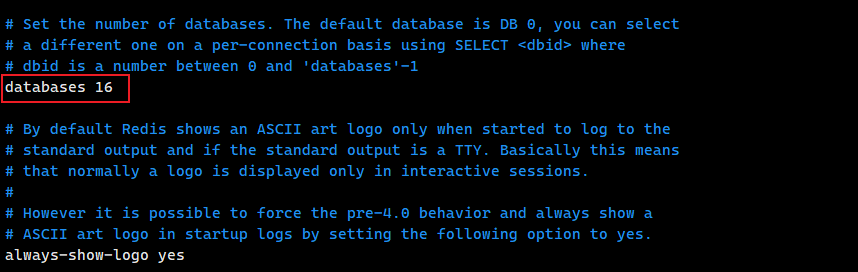 # Set the number of databases. The default database is DB 0, you can select
# a different one on a per-connection basis using SELECT <dbid> where
# dbid is a number between 0 and 'databases'-1
databases 16
# By default Redis shows an ASCII art logo only when started to log to the
# standard output and if the standard output is a TTY. Basically this means
# that normally a logo is displayed only in interactive sessions.
#
# However it is possible to force the pre-4.0 behavior and always show a
# ASCII art logo in startup logs by setting the following option to yes.
always-show-logo yes